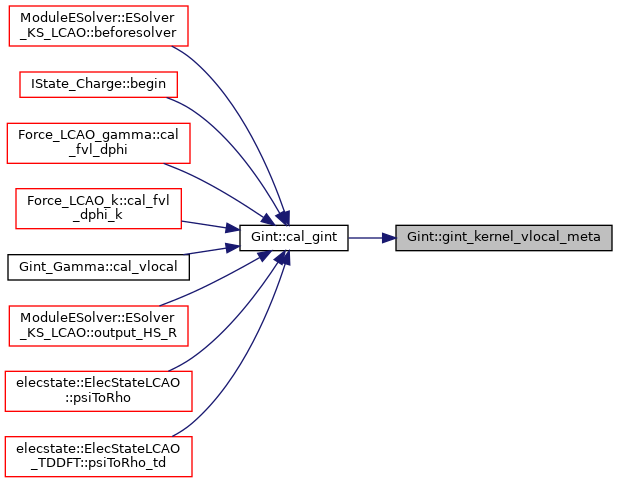 ModuleESolver::ESolver
_KS_LCAO::beforesolver
IState_Charge::begin
Force_LCAO_gamma::cal
_fvl_dphi
Force_LCAO_k::cal_fvl
_dphi_k
Gint_Gamma::cal_vlocal
ModuleESolver::ESolver
_KS_LCAO::output_HS_R
elecstate::ElecStateLCAO
::psiToRho
elecstate::ElecStateLCAO
_TDDFT::psiToRho_td
Gint::cal_gint
Gint::gint_kernel_vlocal_meta